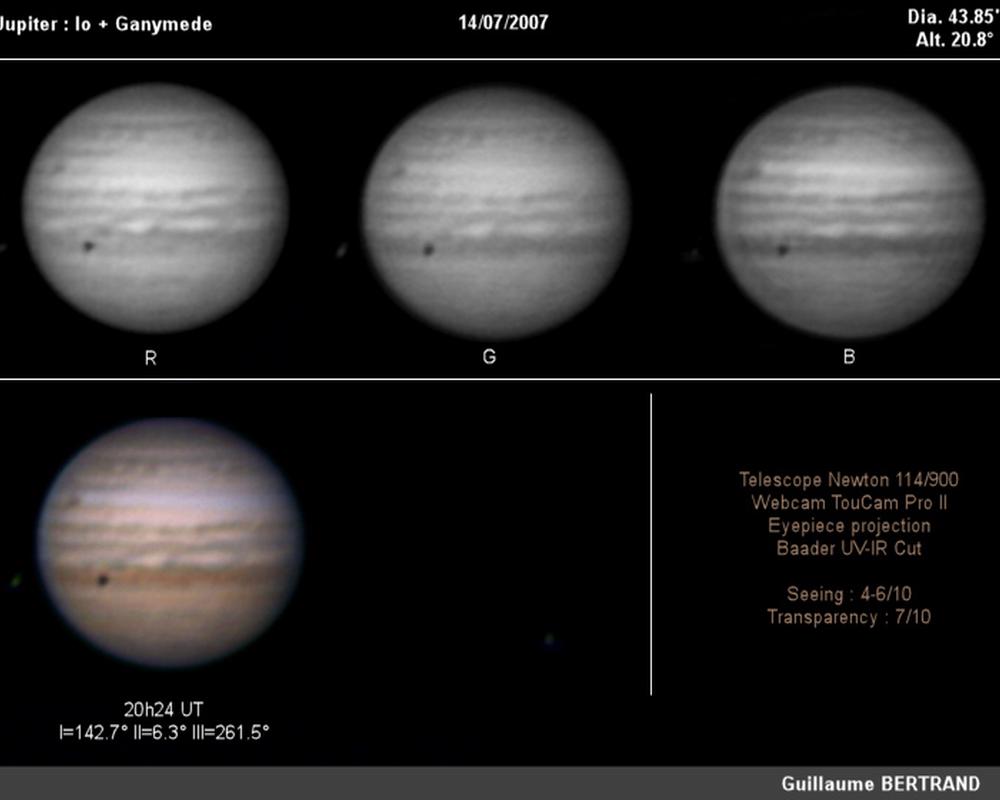 Jupiter : Io + Ganymede
14/07/2007
Dia. 43.85'
Alt. 20.8°
R
G
B
Telescope Newton 114/900
Webcam TouCam Pro II
Eyepiece projection
Baader UV-IR Cut
Seeing : 4-6/10
Transparency : 7/10
20h24 UT
I=142.7° II=6.3° III=261.5°
Guillaume BERTRAND